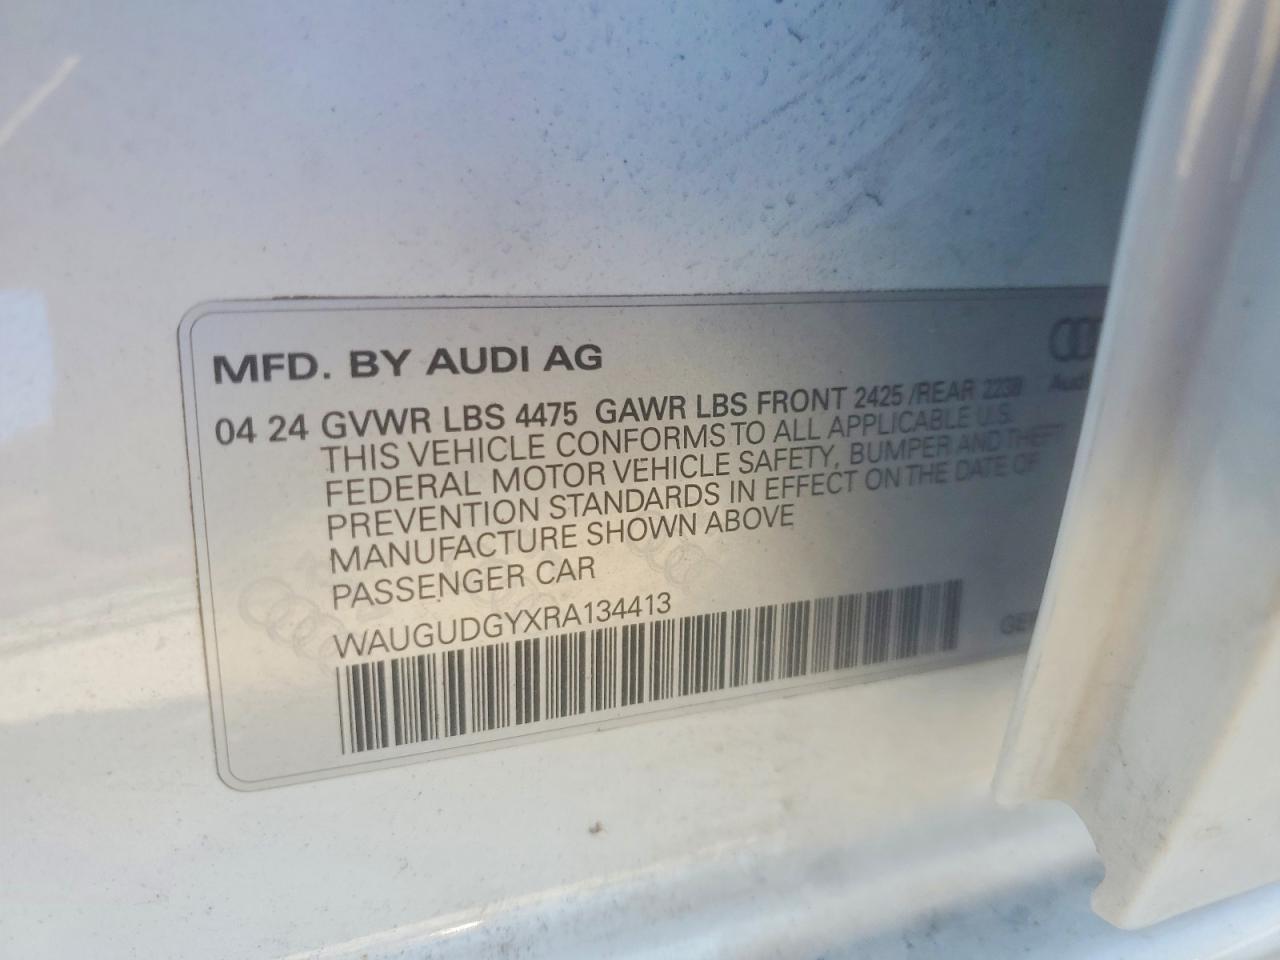 MFD. BY AUDI AG
04 24 GVWR LBS 4475 GAWR LBS FRONT 2425 /REAR 2238
THIS VEHICLE CONFORMS TO ALL APPLICABLE U.S.
FEDERAL MOTOR VEHICLE SAFETY, BUMPER AND THEFT
PREVENTION STANDARDS IN EFFECT ON THE DATE OF
MANUFACTURE SHOWN ABOVE
PASSENGER CAR
WAUGUDGYXRA134413
Audi